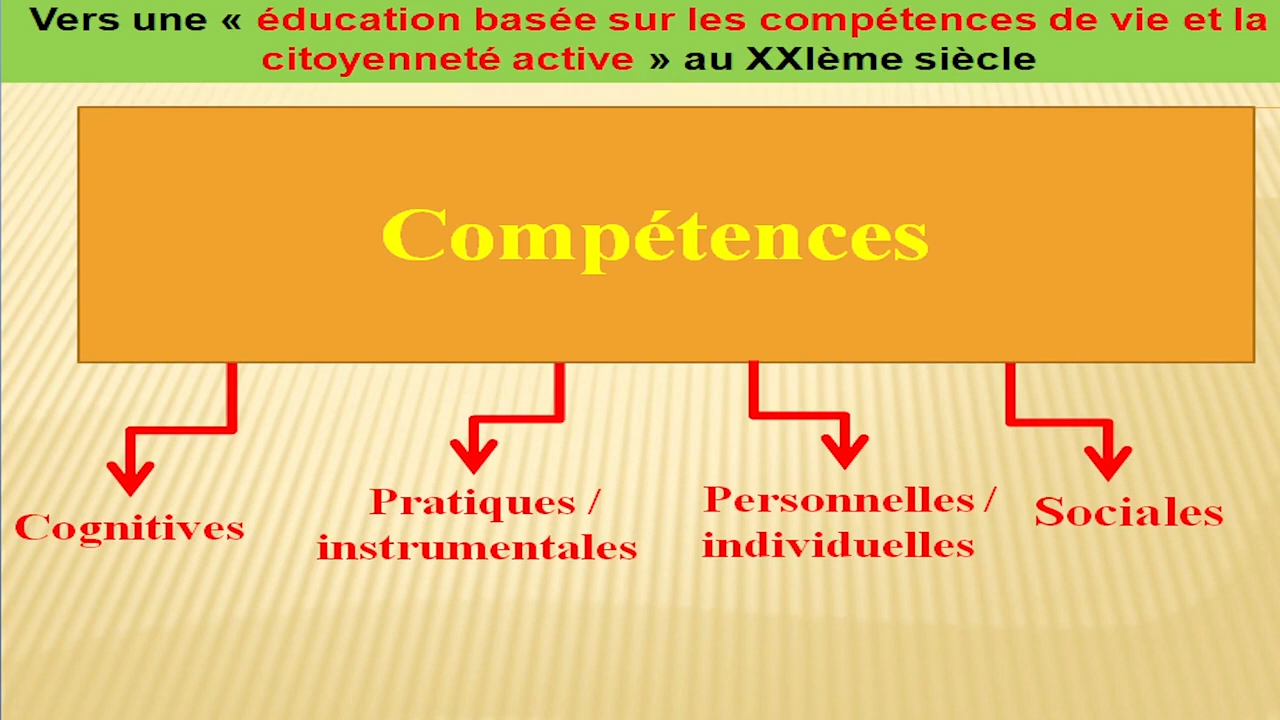 Vers une « éducation basée sur les compétences de vie et la
citoyenneté active » au XXIème siècle
Compétences
Cognitives
Pratiques /
instrumentales
Personnelles /
individuelles
Sociales